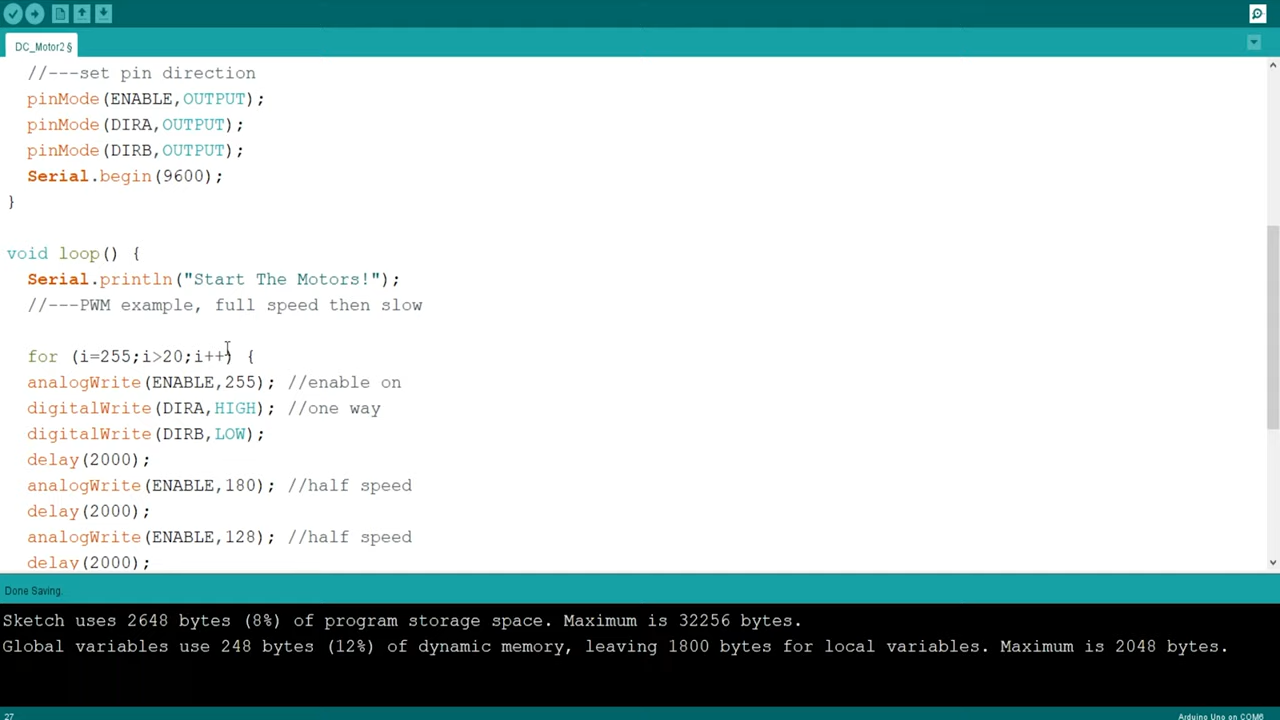 DC_Motor2 §
//---set pin direction
pinMode(ENABLE,OUTPUT);
pinMode(DIRA,OUTPUT);
pinMode(DIRB,OUTPUT);
Serial.begin(9600);
}
void loop() {
Serial.println("Start The Motors!");
//---PWM example, full speed then slow
for (i=255;i>20;i++) {
analogWrite(ENABLE,255); //enable on
digitalWrite(DIRA,HIGH); //one way
digitalWrite(DIRB,LOW);
delay(2000);
analogWrite(ENABLE,180); //half speed
delay(2000);
analogWrite(ENABLE,128); //half speed
delay(2000);
Done Saving.
Sketch uses 2648 bytes (8%) of program storage space. Maximum is 32256 bytes.
Global variables use 248 bytes (12%) of dynamic memory, leaving 1800 bytes for local variables. Maximum is 2048 bytes.
27
Arduino Uno on COM6